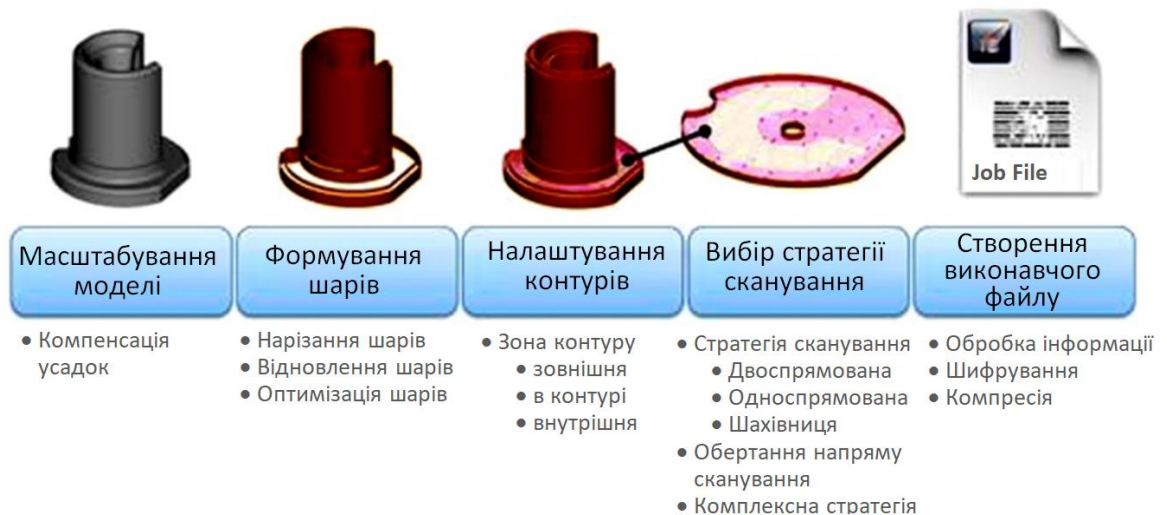 Job File
Масштабування
моделі
Формування
шарів
Налаштування
контурів
Вибір стратегії
сканування
Створення
виконавчого
файлу
• Компенсація
усадок
• Нарізання шарів
• Відновлення шарів
• Оптимізація шарів
• Зона контуру
• зовнішня
• в контурі
• внутрішня
• Стратегія сканування
• Двоспрямована
• Односпрямована
• Шахівниця
• Обертання напряму
сканування
• Комплексна стратегія
• Обробка інформації
• Шифрування
• Компресія